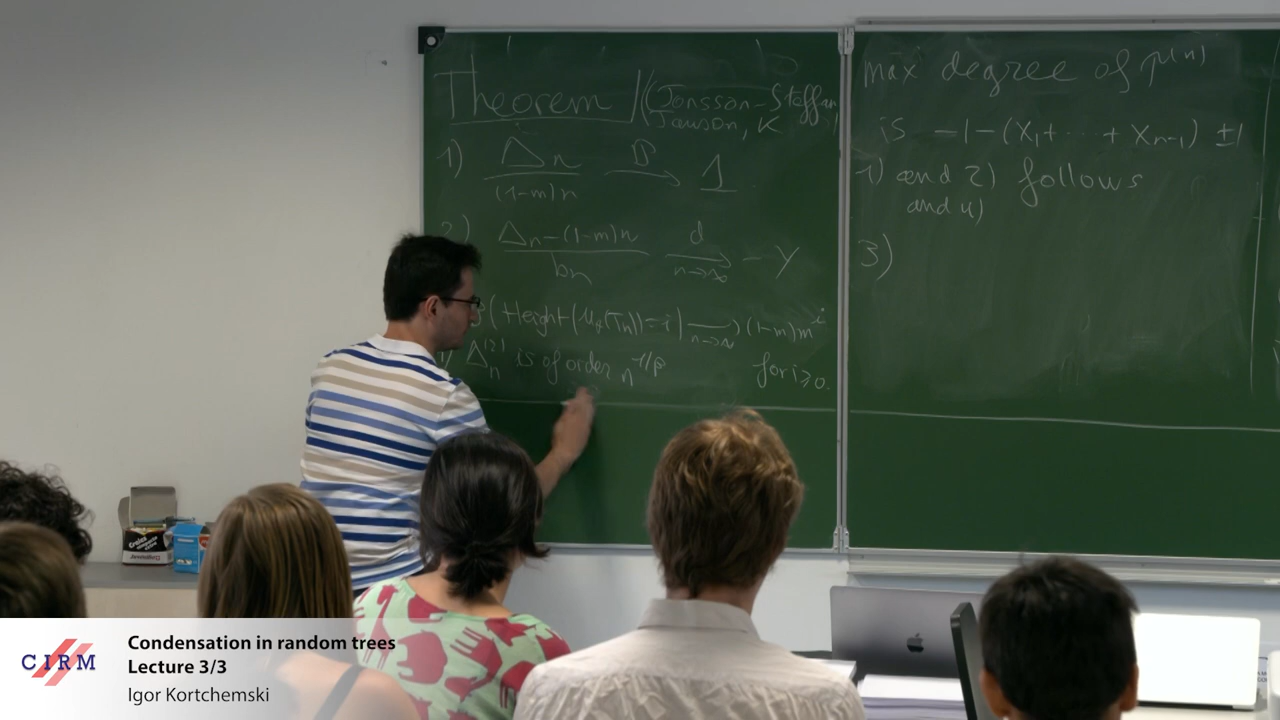 Theorem (Jonsson-Steffan
Janson, K
1) Δn / (1-m)n → P 1
2) Δn-(1-m)n / bn → d n→∞ -Y
(Height(u*(Tn))=i) → n→∞ (1-m)m^i
for i≥0.
Δn^(2) is of order n^1/β
max degree of
is -1-(X1+ ... + Xn-1) ±1
1) and 2) follows
and 4)
3)
CIRM
Condensation in random trees
Lecture 3/3
Igor Kortchemski